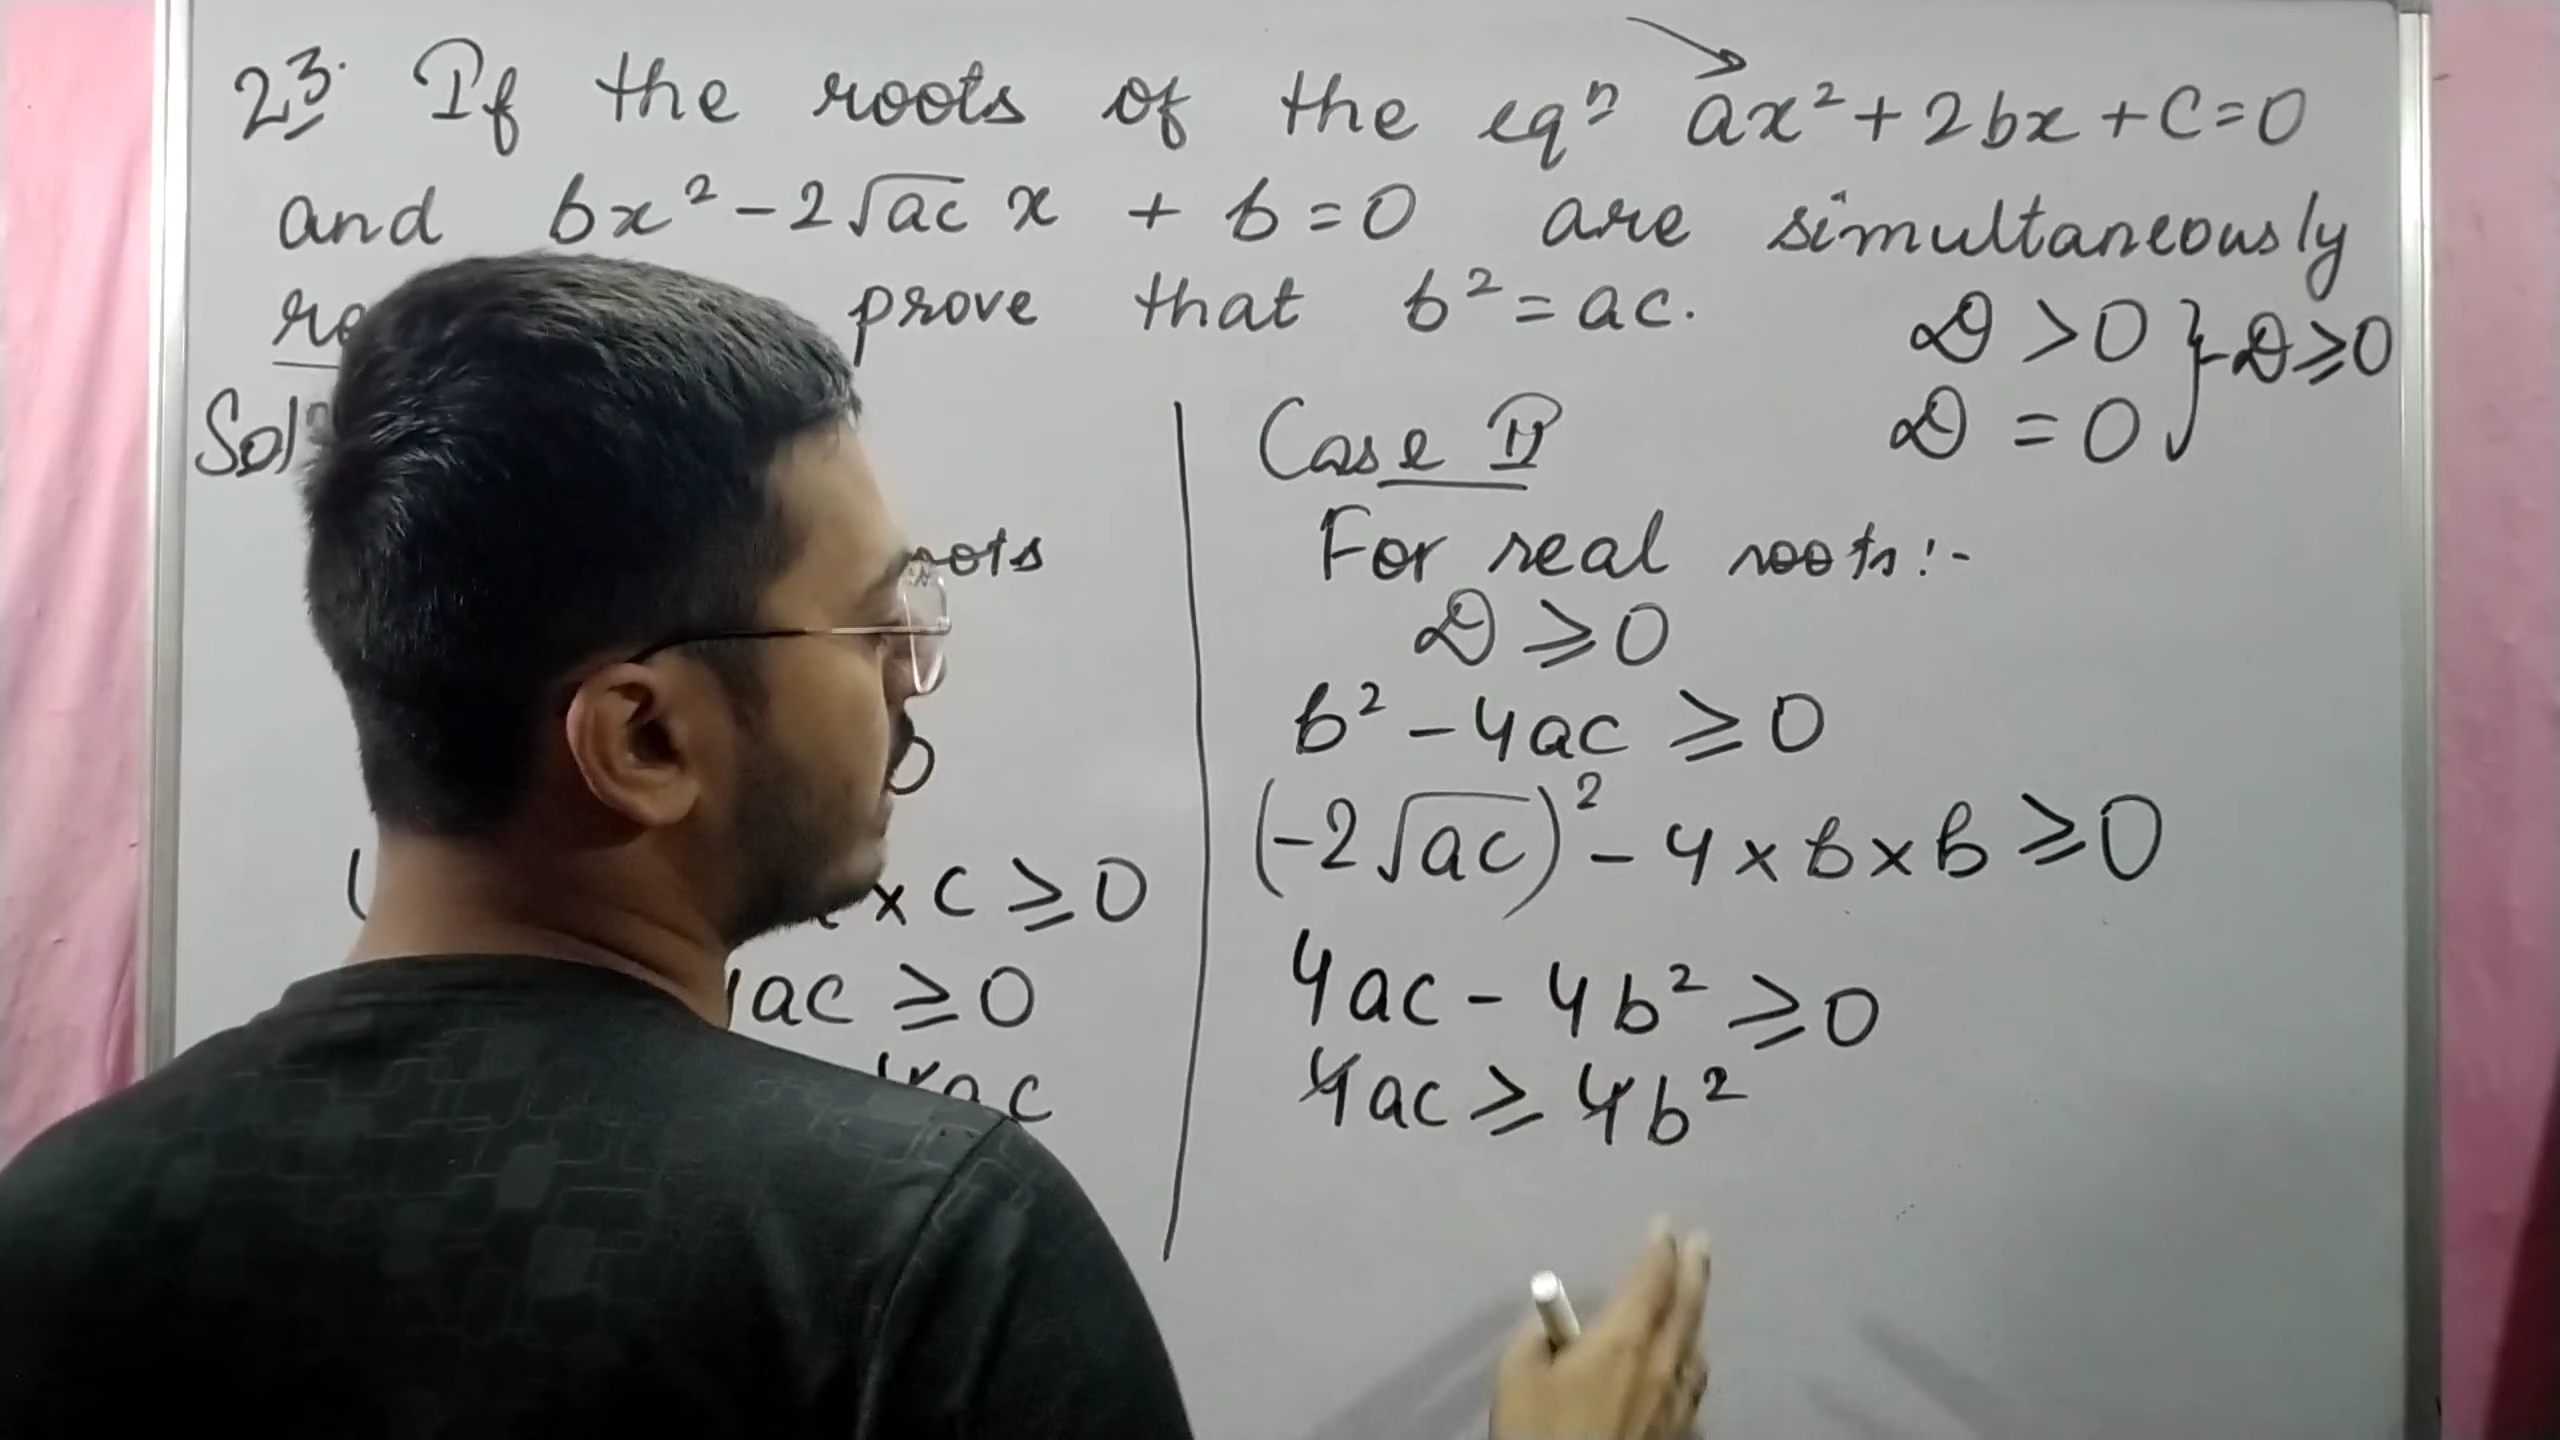 23. If the roots of the eqⁿ ax² + 2bx + c = 0
and bx² - 2√ac x + b = 0 are simultaneously
prove that b² = ac.
D > 0 } D ⩾ 0
D = 0
Solⁿ
× c ⩾ 0
ac ⩾ 0
ac
Case II
For real roots:-
D ⩾ 0
b² - 4ac ⩾ 0
(-2√ac)² - 4 × b × b ⩾ 0
4ac - 4b² ⩾ 0
4ac ⩾ 4b²